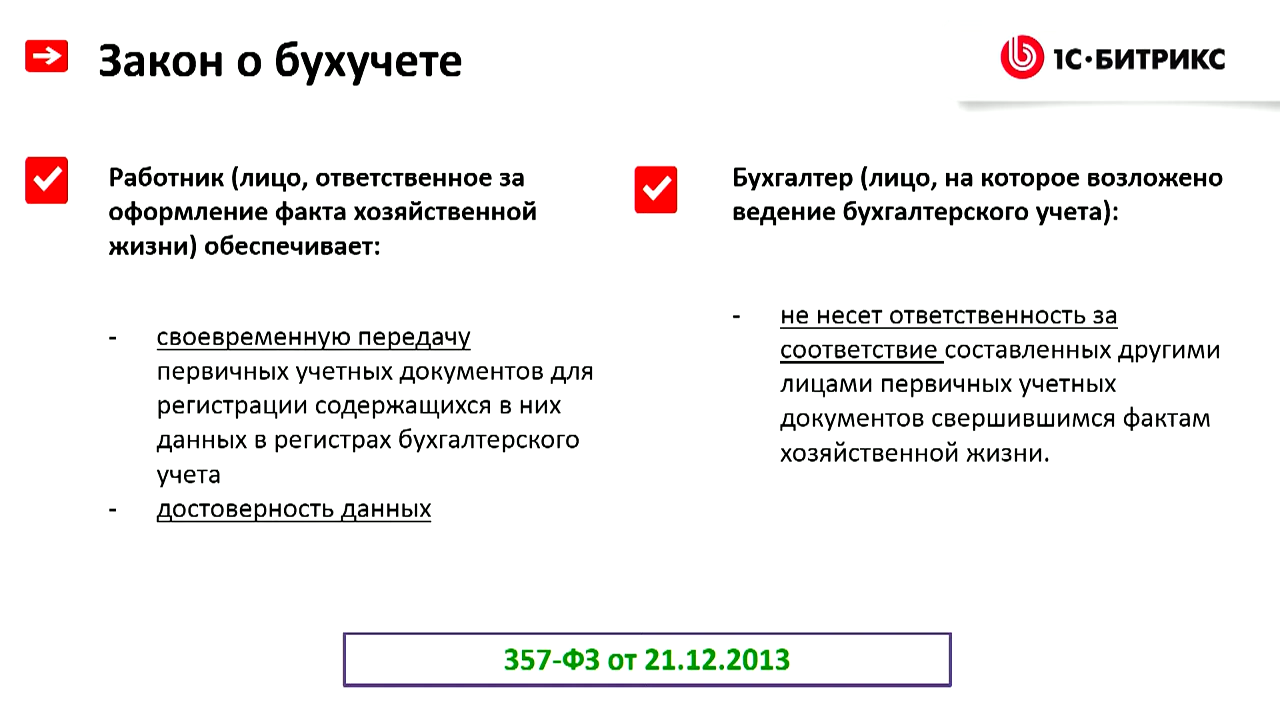 Закон о бухучете
1С·БИТРИКС
Работник (лицо, ответственное за
оформление факта хозяйственной
жизни) обеспечивает:
- своевременную передачу
первичных учетных документов для
регистрации содержащихся в них
данных в регистрах бухгалтерского
учета
- достоверность данных
Бухгалтер (лицо, на которое возложено
ведение бухгалтерского учета):
- не несет ответственность за
соответствие составленных другими
лицами первичных учетных
документов свершившимся фактам
хозяйственной жизни.
357-ФЗ от 21.12.2013